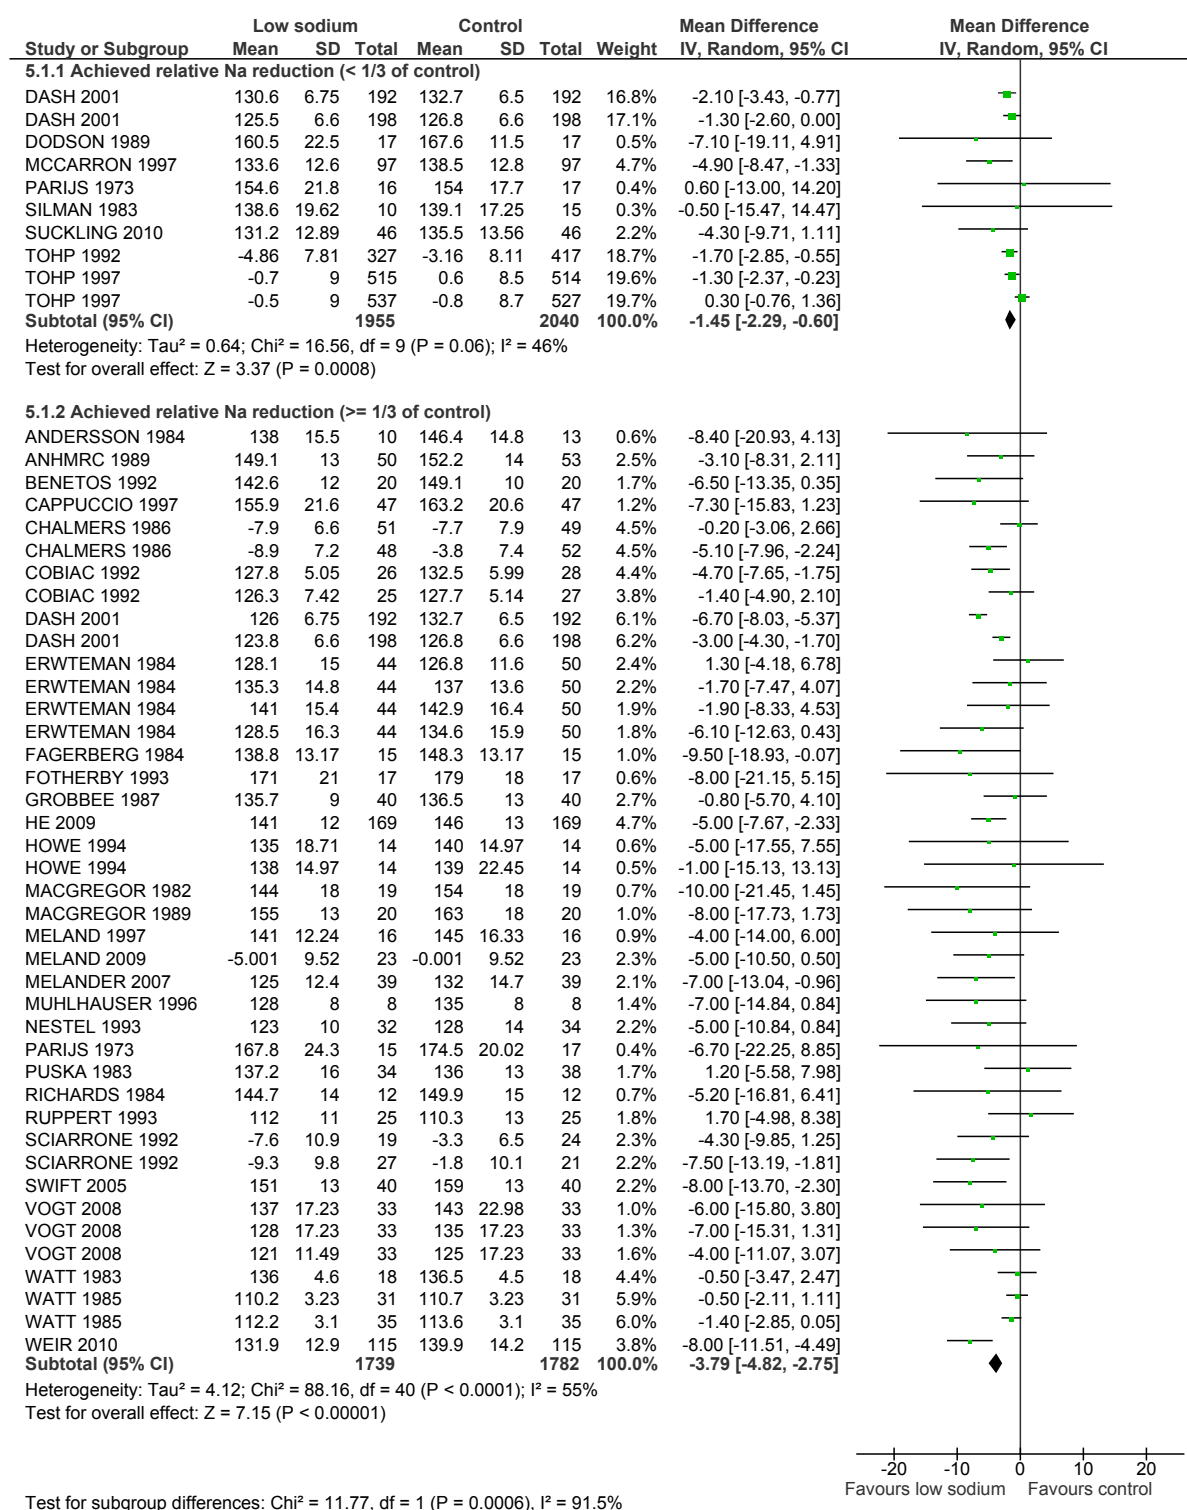 Low sodium Control Mean Difference Mean Difference
Study or Subgroup Mean SD Total Mean SD Total Weight IV, Random, 95% CI IV, Random, 95% CI
5.1.1 Achieved relative Na reduction (< 1/3 of control)
DASH 2001 130.6 6.75 192 132.7 6.5 192 16.8% -2.10 [-3.43, -0.77]
DASH 2001 125.5 6.6 198 126.8 6.6 198 17.1% -1.30 [-2.60, 0.00]
DODSON 1989 160.5 22.5 17 167.6 11.5 17 0.5% -7.10 [-19.11, 4.91]
MCCARRON 1997 133.6 12.6 97 138.5 12.8 97 4.7% -4.90 [-8.47, -1.33]
PARIJS 1973 154.6 21.8 16 154 17.7 17 0.4% 0.60 [-13.00, 14.20]
SILMAN 1983 138.6 19.62 10 139.1 17.25 15 0.3% -0.50 [-15.47, 14.47]
SUCKLING 2010 131.2 12.89 46 135.5 13.56 46 2.2% -4.30 [-9.71, 1.11]
TOHP 1992 -4.86 7.81 327 -3.16 8.11 417 18.7% -1.70 [-2.85, -0.55]
TOHP 1997 -0.7 9 515 0.6 8.5 514 19.6% -1.30 [-2.37, -0.23]
TOHP 1997 -0.5 9 537 -0.8 8.7 527 19.7% 0.30 [-0.76, 1.36]
Subtotal (95% CI) 1955 2040 100.0% -1.45 [-2.29, -0.60]
Heterogeneity: Tau² = 0.64; Chi² = 16.56, df = 9 (P = 0.06); I² = 46%
Test for overall effect: Z = 3.37 (P = 0.0008)
5.1.2 Achieved relative Na reduction (>= 1/3 of control)
ANDERSSON 1984 138 15.5 10 146.4 14.8 13 0.6% -8.40 [-20.93, 4.13]
ANHMRC 1989 149.1 13 50 152.2 14 53 2.5% -3.10 [-8.31, 2.11]
BENETOS 1992 142.6 12 20 149.1 10 20 1.7% -6.50 [-13.35, 0.35]
CAPPUCCIO 1997 155.9 21.6 47 163.2 20.6 47 1.2% -7.30 [-15.83, 1.23]
CHALMERS 1986 -7.9 6.6 51 -7.7 7.9 49 4.5% -0.20 [-3.06, 2.66]
CHALMERS 1986 -8.9 7.2 48 -3.8 7.4 52 4.5% -5.10 [-7.96, -2.24]
COBIAC 1992 127.8 5.05 26 132.5 5.99 28 4.4% -4.70 [-7.65, -1.75]
COBIAC 1992 126.3 7.42 25 127.7 5.14 27 3.8% -1.40 [-4.90, 2.10]
DASH 2001 126 6.75 192 132.7 6.5 192 6.1% -6.70 [-8.03, -5.37]
DASH 2001 123.8 6.6 198 126.8 6.6 198 6.2% -3.00 [-4.30, -1.70]
ERWTEMAN 1984 128.1 15 44 126.8 11.6 50 2.4% 1.30 [-4.18, 6.78]
ERWTEMAN 1984 135.3 14.8 44 137 13.6 50 2.2% -1.70 [-7.47, 4.07]
ERWTEMAN 1984 141 15.4 44 142.9 16.4 50 1.9% -1.90 [-8.33, 4.53]
ERWTEMAN 1984 128.5 16.3 44 134.6 15.9 50 1.8% -6.10 [-12.63, 0.43]
FAGERBERG 1984 138.8 13.17 15 148.3 13.17 15 1.0% -9.50 [-18.93, -0.07]
FOTHERBY 1993 171 21 17 179 18 17 0.6% -8.00 [-21.15, 5.15]
GROBBEE 1987 135.7 9 40 136.5 13 40 2.7% -0.80 [-5.70, 4.10]
HE 2009 141 12 169 146 13 169 4.7% -5.00 [-7.67, -2.33]
HOWE 1994 135 18.71 14 140 14.97 14 0.6% -5.00 [-17.55, 7.55]
HOWE 1994 138 14.97 14 139 22.45 14 0.5% -1.00 [-15.13, 13.13]
MACGREGOR 1982 144 18 19 154 18 19 0.7% -10.00 [-21.45, 1.45]
MACGREGOR 1989 155 13 20 163 18 20 1.0% -8.00 [-17.73, 1.73]
MELAND 1997 141 12.24 16 145 16.33 16 0.9% -4.00 [-14.00, 6.00]
MELAND 2009 -5.001 9.52 23 -0.001 9.52 23 2.3% -5.00 [-10.50, 0.50]
MELANDER 2007 125 12.4 39 132 14.7 39 2.1% -7.00 [-13.04, -0.96]
MUHLHAUSER 1996 128 8 8 135 8 8 1.4% -7.00 [-14.84, 0.84]
NESTEL 1993 123 10 32 128 14 34 2.2% -5.00 [-10.84, 0.84]
PARIJS 1973 167.8 24.3 15 174.5 20.02 17 0.4% -6.70 [-22.25, 8.85]
PUSKA 1983 137.2 16 34 136 13 38 1.7% 1.20 [-5.58, 7.98]
RICHARDS 1984 144.7 14 12 149.9 15 12 0.7% -5.20 [-16.81, 6.41]
RUPPERT 1993 112 11 25 110.3 13 25 1.8% 1.70 [-4.98, 8.38]
SCIARRONE 1992 -7.6 10.9 19 -3.3 6.5 24 2.3% -4.30 [-9.85, 1.25]
SCIARRONE 1992 -9.3 9.8 27 -1.8 10.1 21 2.2% -7.50 [-13.19, -1.81]
SWIFT 2005 151 13 40 159 13 40 2.2% -8.00 [-13.70, -2.30]
VOGT 2008 137 17.23 33 143 22.98 33 1.0% -6.00 [-15.80, 3.80]
VOGT 2008 128 17.23 33 135 17.23 33 1.3% -7.00 [-15.31, 1.31]
VOGT 2008 121 11.49 33 125 17.23 33 1.6% -4.00 [-11.07, 3.07]
WATT 1983 136 4.6 18 136.5 4.5 18 4.4% -0.50 [-3.47, 2.47]
WATT 1985 110.2 3.23 31 110.7 3.23 31 5.9% -0.50 [-2.11, 1.11]
WATT 1985 112.2 3.1 35 113.6 3.1 35 6.0% -1.40 [-2.85, 0.05]
WEIR 2010 131.9 12.9 115 139.9 14.2 115 3.8% -8.00 [-11.51, -4.49]
Subtotal (95% CI) 1739 1782 100.0% -3.79 [-4.82, -2.75]
Heterogeneity: Tau² = 4.12; Chi² = 88.16, df = 40 (P < 0.0001); I² = 55%
Test for overall effect: Z = 7.15 (P < 0.00001)
-20 -10 0 10 20
Favours low sodium Favours control
Test for subgroup differences: Chi² = 11.77, df = 1 (P = 0.0006), I² = 91.5%